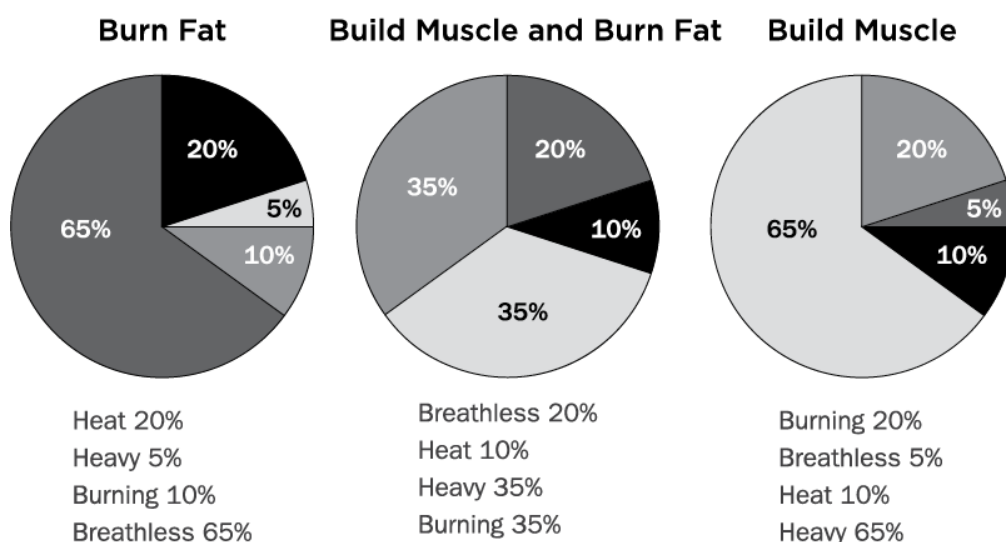 Burn Fat
20%
5%
10%
65%
Heat 20%
Heavy 5%
Burning 10%
Breathless 65%
Build Muscle and Burn Fat
20%
10%
35%
35%
Breathless 20%
Heat 10%
Heavy 35%
Burning 35%
Build Muscle
20%
5%
10%
65%
Burning 20%
Breathless 5%
Heat 10%
Heavy 65%